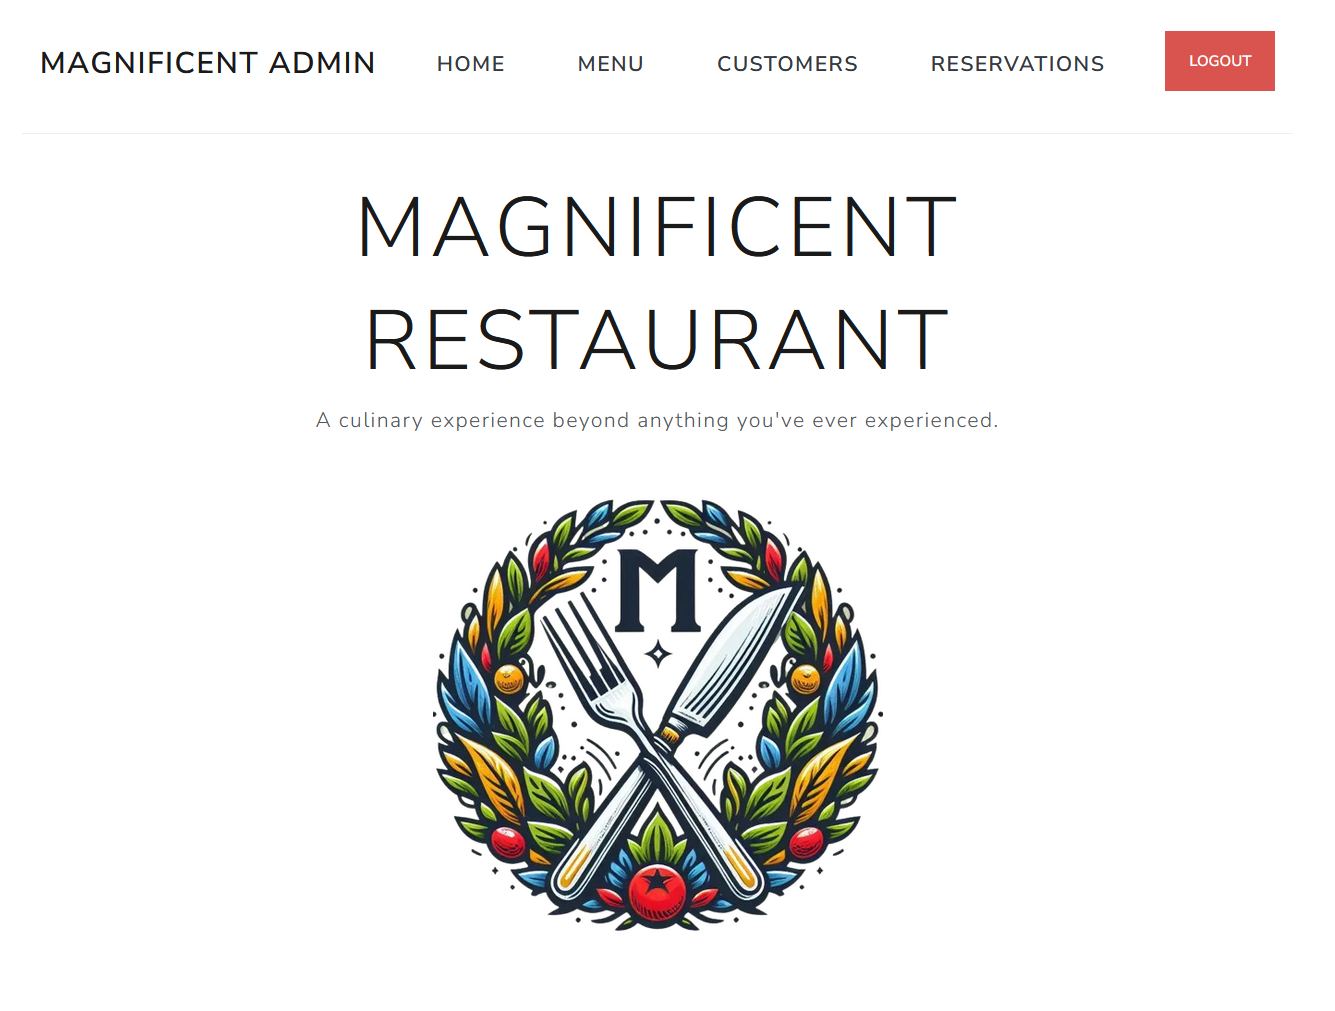 MAGNIFICENT ADMIN HOME MENU CUSTOMERS RESERVATIONS LOGOUT
MAGNIFICENT
RESTAURANT
A culinary experience beyond anything you've ever experienced.
M